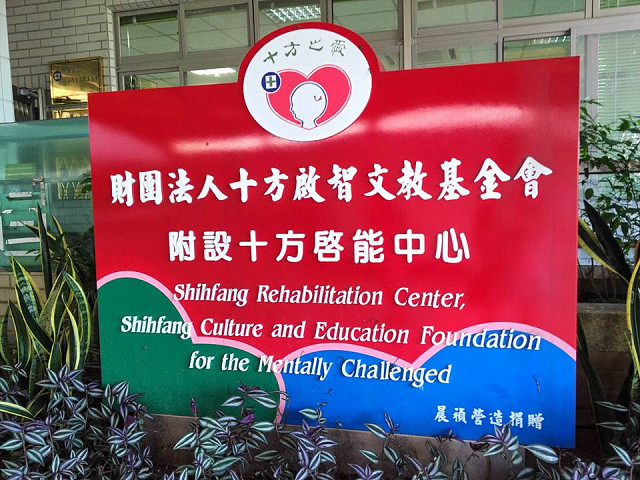 十方之愛
財團法人十方啟智文教基金會
附設十方啓能中心
Shihfang Rehabilitation Center,
Shihfang Culture and Education Foundation
for the Mentally Challenged
晨禎營造捐贈